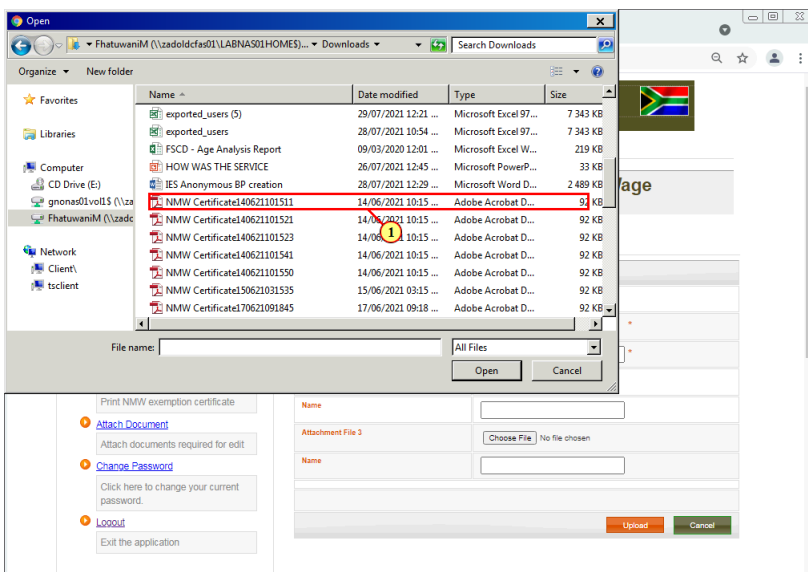 Open
FhatuwaniM (\\zadoldcfas01\LABNAS01HOME$)... Downloads
Search Downloads
Organize New folder
Favorites
Libraries
Computer
CD Drive (E:)
gnonas01vol1$ (\\za
FhatuwaniM (\\zadc
Network
Client\
tsclient
Name Date modified Type Size
exported_users (5) 29/07/2021 12:21 ... Microsoft Excel 97... 7 343 KB
exported_users 28/07/2021 10:54 ... Microsoft Excel 97... 7 343 KB
FSCD - Age Analysis Report 09/03/2020 12:01 ... Microsoft Excel W... 219 KB
HOW WAS THE SERVICE 26/07/2021 12:45 ... Microsoft PowerP... 33 KB
IES Anonymous BP creation 28/07/2021 12:29 ... Microsoft Word D... 2 489 KB
NMW Certificate140621101511 14/06/2021 10:15 ... Adobe Acrobat D... 92 KB
NMW Certificate140621101521 14/06/2021 10:15 ... Adobe Acrobat D... 92 KB
NMW Certificate140621101523 14/06/2021 10:15 ... Adobe Acrobat D... 92 KB
NMW Certificate140621101541 14/06/2021 10:15 ... Adobe Acrobat D... 92 KB
NMW Certificate140621101550 14/06/2021 10:15 ... Adobe Acrobat D... 92 KB
NMW Certificate150621031535 15/06/2021 03:15 ... Adobe Acrobat D... 92 KB
NMW Certificate170621091845 17/06/2021 09:18 ... Adobe Acrobat D... 92 KB
1
File name: All Files
Open Cancel
Print NMW exemption certificate
Attach Document
Attach documents required for edit
Change Password
Click here to change your current
password.
Logout
Exit the application
*
*
Name
Attachment File 3 Choose File No file chosen
Name
Upload Cancel